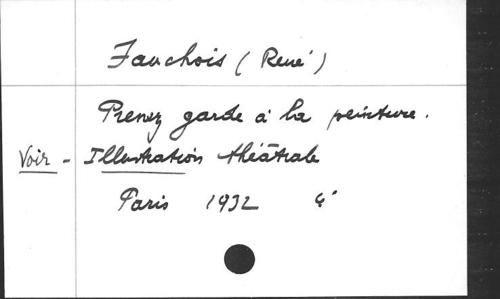 Fauchois (René)
Prenez garde à la peinture.
Voir - Illustration théâtrale
Paris 1932 4°